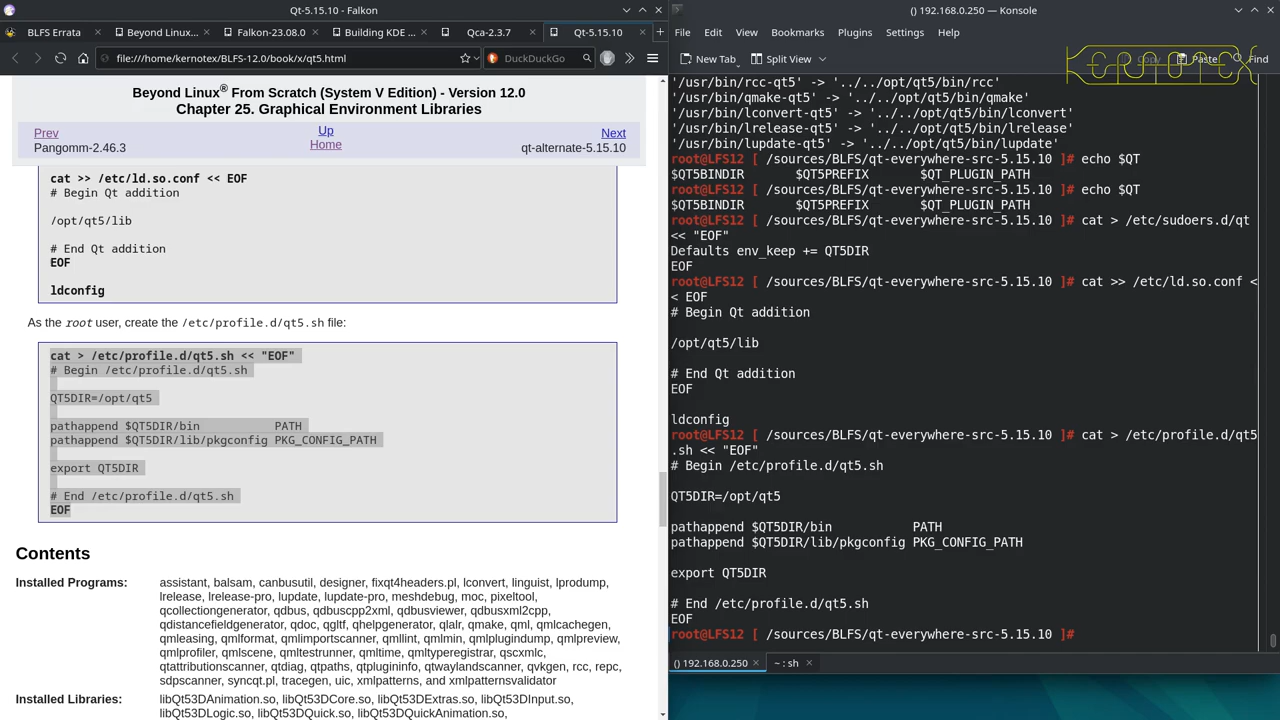 Qt-5.15.10 - Falkon
BLFS Errata
Beyond Linux…
Falkon-23.08.0
Building KDE …
Qca-2.3.7
Qt-5.15.10
file:///home/kernotex/BLFS-12.0/book/x/qt5.html
DuckDuckGo
Beyond Linux® From Scratch (System V Edition) - Version 12.0
Chapter 25. Graphical Environment Libraries
Prev
Up
Next
Pangomm-2.46.3
Home
qt-alternate-5.15.10
cat >> /etc/ld.so.conf << EOF
# Begin Qt addition
/opt/qt5/lib
# End Qt addition
EOF
ldconfig
As the root user, create the /etc/profile.d/qt5.sh file:
cat > /etc/profile.d/qt5.sh << "EOF"
# Begin /etc/profile.d/qt5.sh
QT5DIR=/opt/qt5
pathappend $QT5DIR/bin           PATH
pathappend $QT5DIR/lib/pkgconfig PKG_CONFIG_PATH
export QT5DIR
# End /etc/profile.d/qt5.sh
EOF
Contents
Installed Programs:
assistant, balsam, canbusutil, designer, fixqt4headers.pl, lconvert, linguist, lprodump,
lrelease, lrelease-pro, lupdate, lupdate-pro, meshdebug, moc, pixeltool,
qcollectiongenerator, qdbus, qdbuscpp2xml, qdbusviewer, qdbusxml2cpp,
qdistancefieldgenerator, qdoc, qgltf, qhelpgenerator, qlalr, qmake, qml, qmlcachegen,
qmleasing, qmlformat, qmlimportscanner, qmllint, qmlmin, qmlplugindump, qmlpreview,
qmlprofiler, qmlscene, qmltestrunner, qmltime, qmltyperegistrar, qscxmlc,
qtattributionsscanner, qtdiag, qtpaths, qtplugininfo, qtwaylandscanner, qvkgen, rcc, repc,
sdpscanner, syncqt.pl, tracegen, uic, xmlpatterns, and xmlpatternsvalidator
Installed Libraries:
libQt53DAnimation.so, libQt53DCore.so, libQt53DExtras.so, libQt53DInput.so,
libQt53DLogic.so, libQt53DQuick.so, libQt53DQuickAnimation.so,
() 192.168.0.250 — Konsole
File
Edit
View
Bookmarks
Plugins
Settings
Help
New Tab
Split View
Copy
Paste
Find
KERNOTEX
'/usr/bin/rcc-qt5' -> '../../opt/qt5/bin/rcc'
'/usr/bin/qmake-qt5' -> '../../opt/qt5/bin/qmake'
'/usr/bin/lconvert-qt5' -> '../../opt/qt5/bin/lconvert'
'/usr/bin/lrelease-qt5' -> '../../opt/qt5/bin/lrelease'
'/usr/bin/lupdate-qt5' -> '../../opt/qt5/bin/lupdate'
root@LFS12 [ /sources/BLFS/qt-everywhere-src-5.15.10 ]# echo $QT
$QT5BINDIR       $QT5PREFIX       $QT_PLUGIN_PATH
root@LFS12 [ /sources/BLFS/qt-everywhere-src-5.15.10 ]# echo $QT
$QT5BINDIR       $QT5PREFIX       $QT_PLUGIN_PATH
root@LFS12 [ /sources/BLFS/qt-everywhere-src-5.15.10 ]# cat > /etc/sudoers.d/qt
<< "EOF"
Defaults env_keep += QT5DIR
EOF
root@LFS12 [ /sources/BLFS/qt-everywhere-src-5.15.10 ]# cat >> /etc/ld.so.conf <
< EOF
# Begin Qt addition
/opt/qt5/lib
# End Qt addition
EOF
ldconfig
root@LFS12 [ /sources/BLFS/qt-everywhere-src-5.15.10 ]# cat > /etc/profile.d/qt5
.sh << "EOF"
# Begin /etc/profile.d/qt5.sh
QT5DIR=/opt/qt5
pathappend $QT5DIR/bin           PATH
pathappend $QT5DIR/lib/pkgconfig PKG_CONFIG_PATH
export QT5DIR
# End /etc/profile.d/qt5.sh
EOF
root@LFS12 [ /sources/BLFS/qt-everywhere-src-5.15.10 ]#
() 192.168.0.250
~ : sh